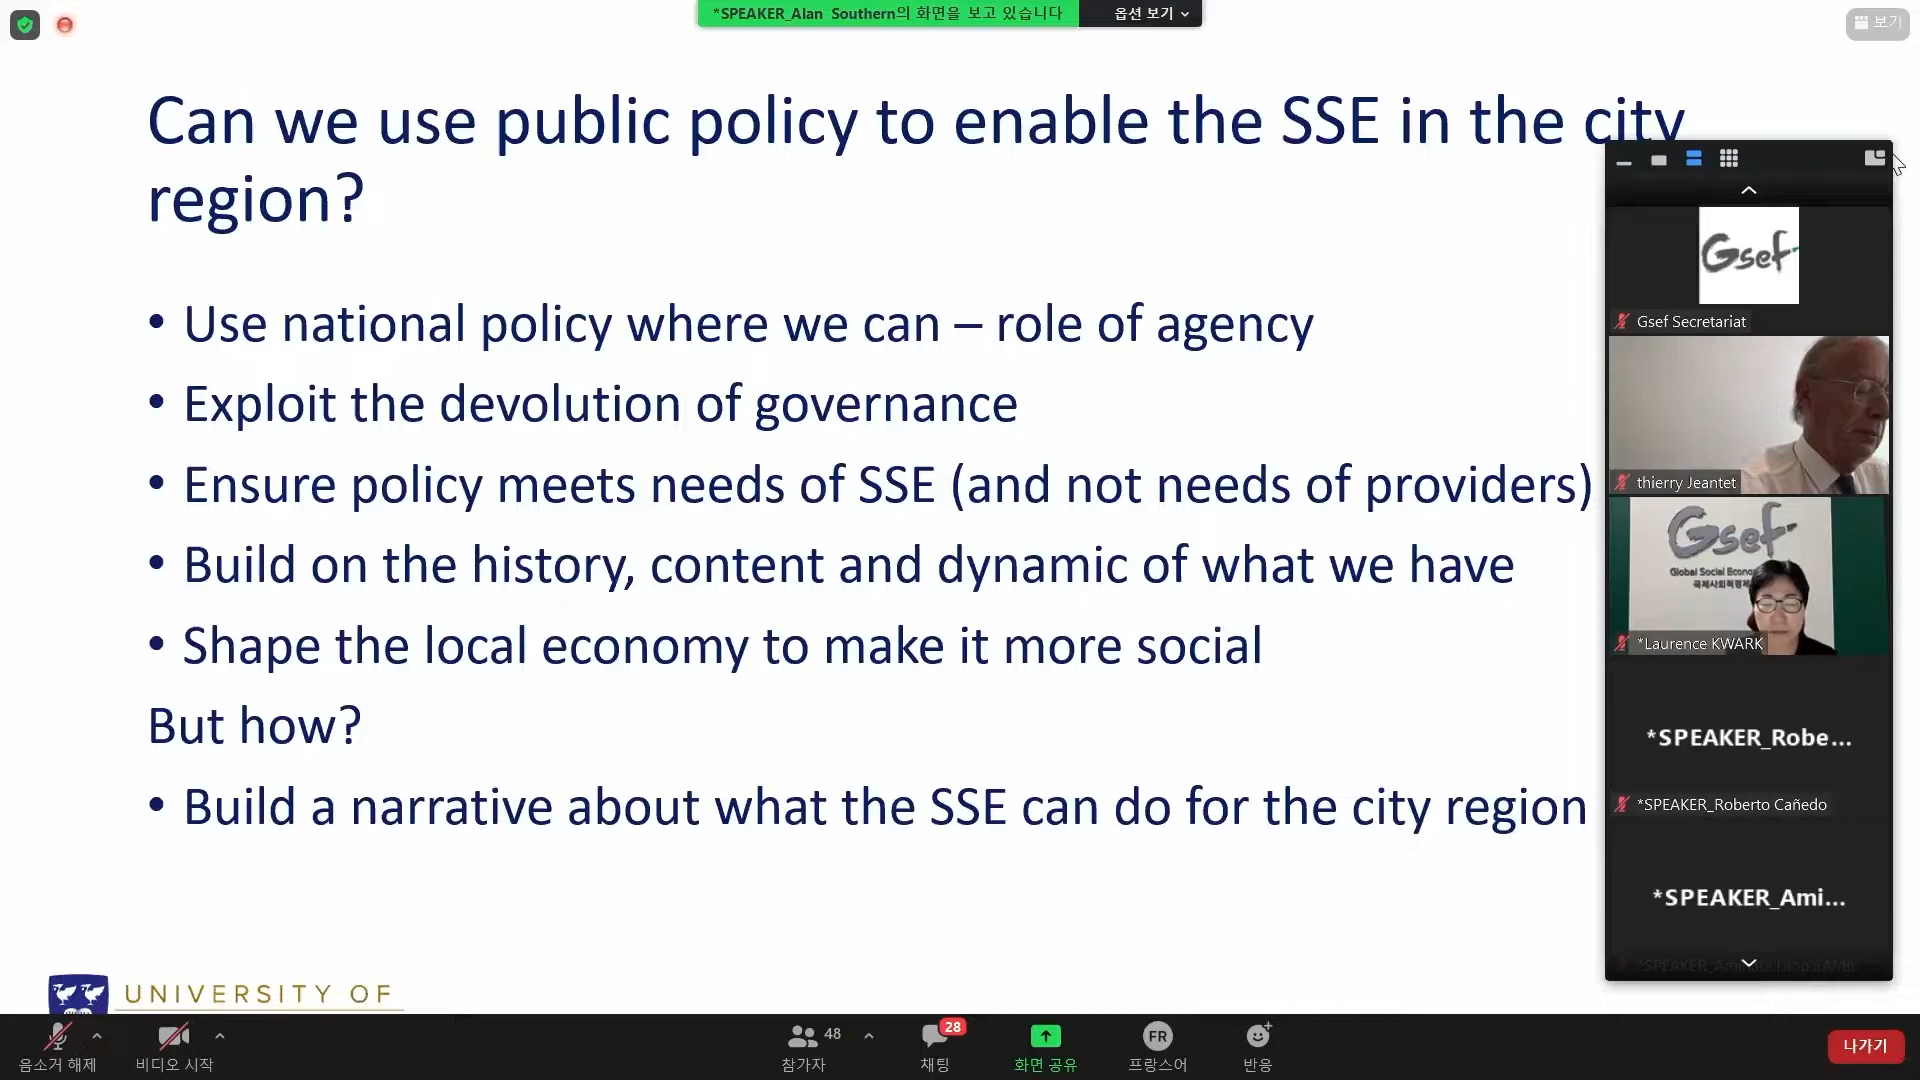 *SPEAKER_Alan Southern의 화면을 보고 있습니다
옵션 보기
보기
Can we use public policy to enable the SSE in the city
region?
• Use national policy where we can – role of agency
• Exploit the devolution of governance
• Ensure policy meets needs of SSE (and not needs of providers)
• Build on the history, content and dynamic of what we have
• Shape the local economy to make it more social
But how?
• Build a narrative about what the SSE can do for the city region
Gsef
Gsef Secretariat
thierry Jeantet
Gsef
Global Social Econo
*Laurence KWARK
*SPEAKER_Robe...
*SPEAKER_Roberto Cañedo
*SPEAKER_Ami...
UNIVERSITY OF
음소거 해제
비디오 시작
48
참가자
28
채팅
화면 공유
FR
프랑스어
반응
나가기